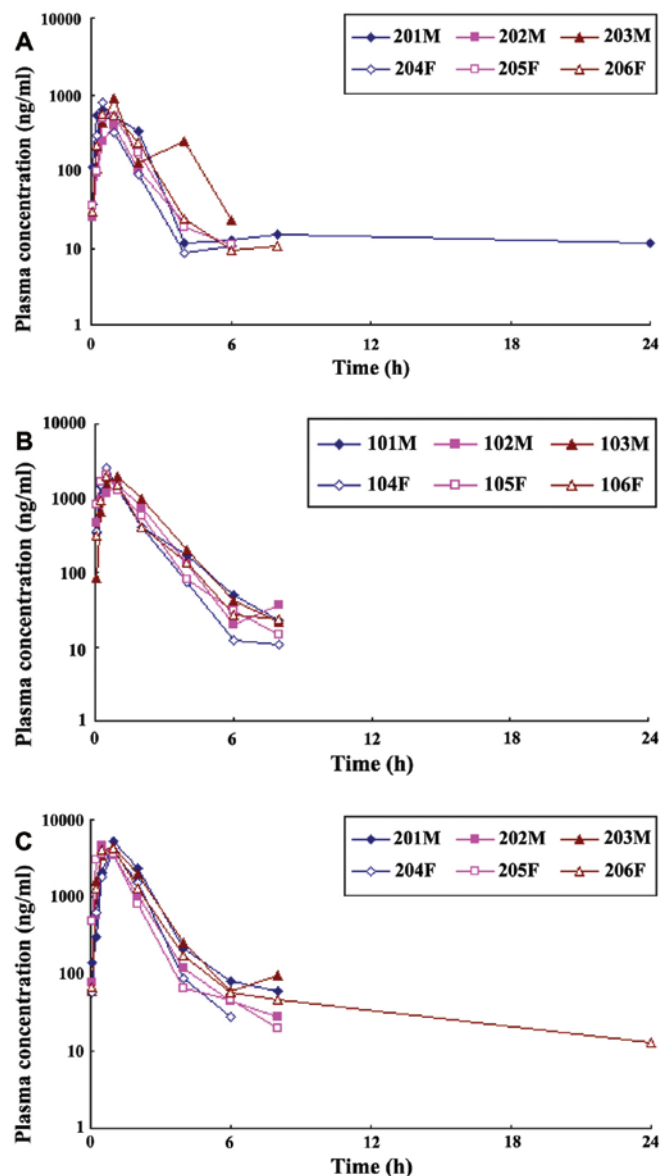 A
10000
1000
100
10
1
Plasma concentration (ng/ml)
201M 202M 203M
204F 205F 206F
0 6 12 18 24
Time (h)
B
10000
1000
100
10
1
Plasma concentration (ng/ml)
101M 102M 103M
104F 105F 106F
0 6 12 18 24
Time (h)
C
10000
1000
100
10
1
Plasma concentration (ng/ml)
201M 202M 203M
204F 205F 206F
0 6 12 18 24
Time (h)